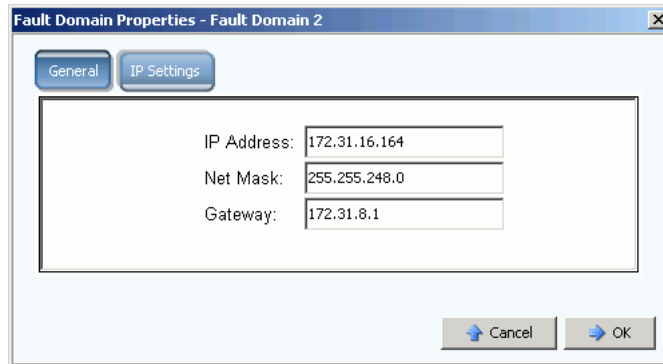 Fault Domain Properties - Fault Domain 2
General
IP Settings
IP Address: 172.31.16.164
Net Mask: 255.255.248.0
Gateway: 172.31.8.1
Cancel
OK